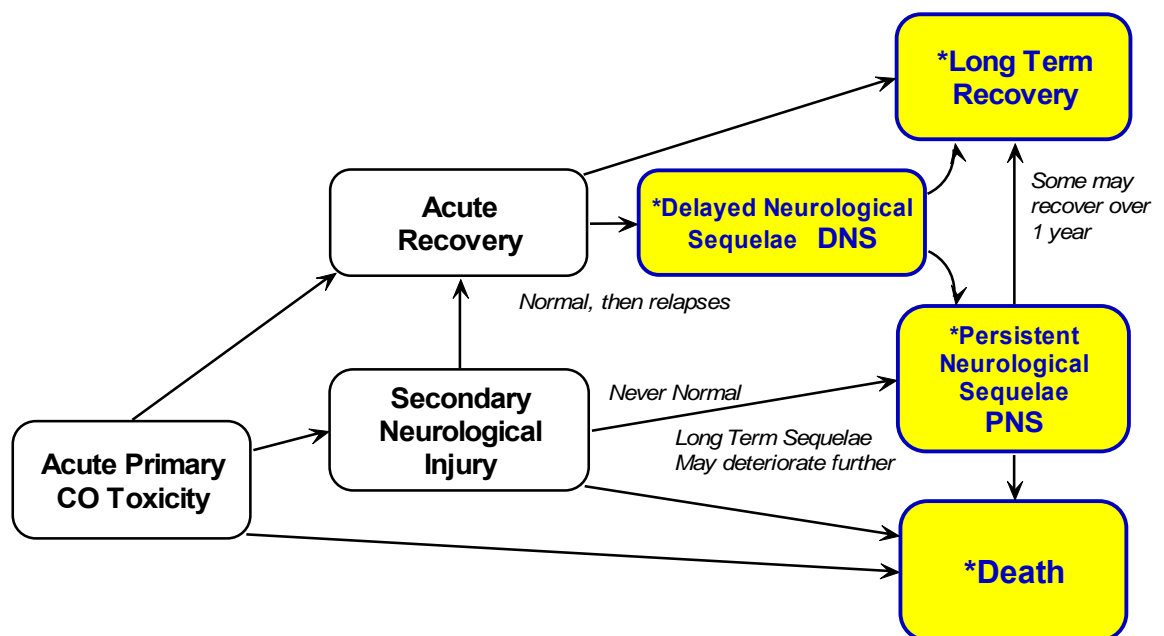 *Long Term
Recovery
Acute
Recovery
*Delayed Neurological
Sequelae DNS
Some may
recover over
1 year
Normal, then relapses
*Persistent
Neurological
Sequelae
PNS
Secondary
Neurological
Injury
Never Normal
Long Term Sequelae
May deteriorate further
Acute Primary
CO Toxicity
*Death